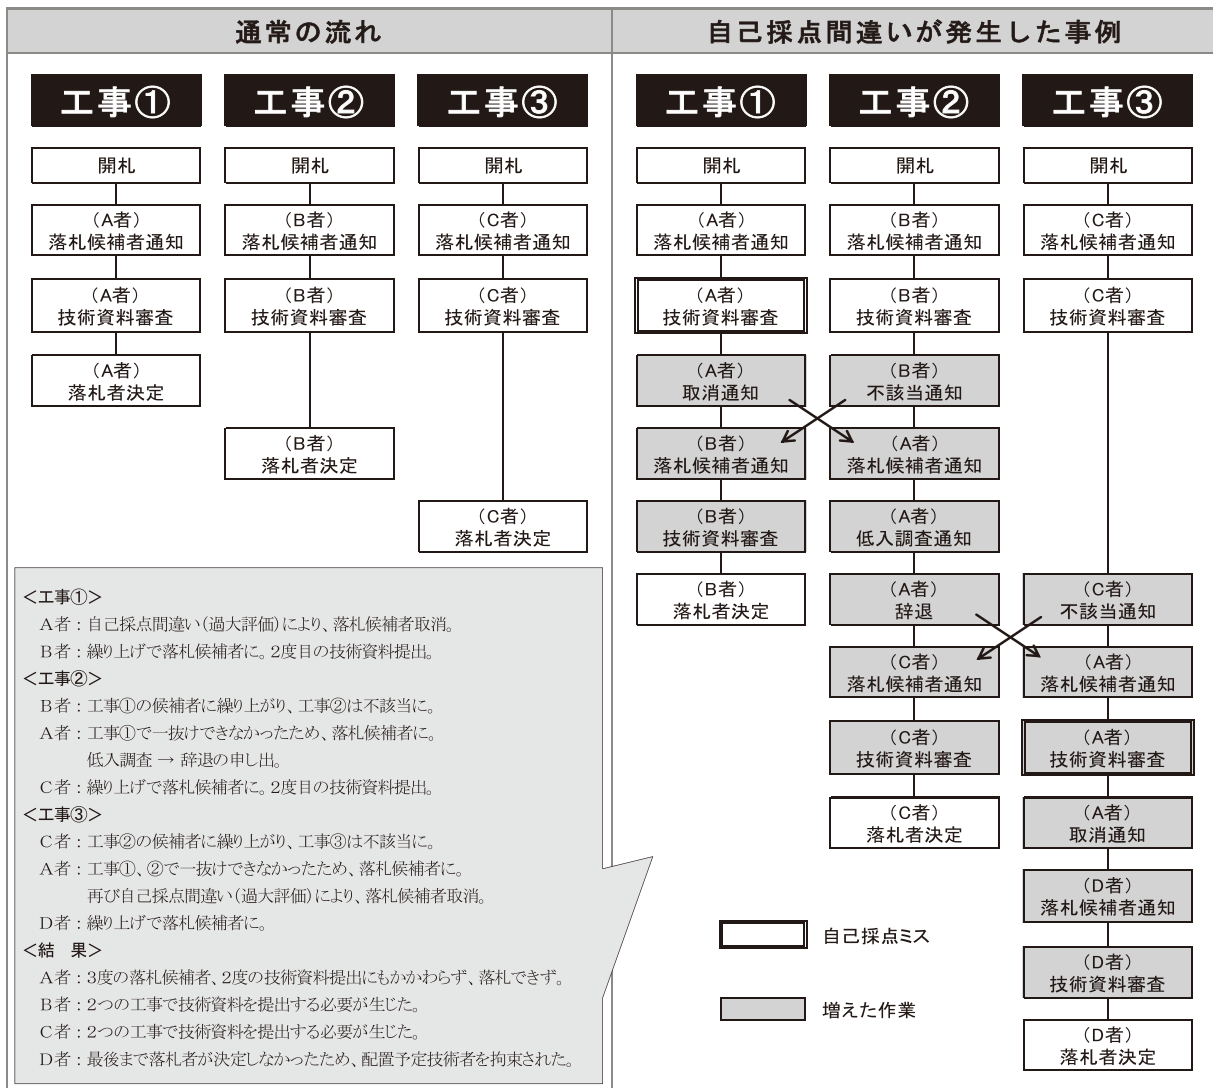 通常の流れ
工事①
開札
(A者)
落札候補者通知
(A者)
技術資料審査
(A者)
落札者決定
工事②
開札
(B者)
落札候補者通知
(B者)
技術資料審査
(B者)
落札者決定
工事③
開札
(C者)
落札候補者通知
(C者)
技術資料審査
(C者)
落札者決定
<工事①>
A者:自己採点間違い(過大評価)により、落札候補者取消。
B者:繰り上げで落札候補者に。2度目の技術資料提出。
<工事②>
B者:工事①の候補者に繰り上がり、工事②は不該当に。
A者:工事①で一抜けできなかったため、落札候補者に。
低入調査 → 辞退の申し出。
C者:繰り上げで落札候補者に。2度目の技術資料提出。
<工事③>
C者:工事②の候補者に繰り上がり、工事③は不該当に。
A者:工事①、②で一抜けできなかったため、落札候補者に。
再び自己採点間違い(過大評価)により、落札候補者取消。
D者:繰り上げで落札候補者に。
<結 果>
A者:3度の落札候補者、2度の技術資料提出にもかかわらず、落札できず。
B者:2つの工事で技術資料を提出する必要が生じた。
C者:2つの工事で技術資料を提出する必要が生じた。
D者:最後まで落札者が決定しなかったため、配置予定技術者を拘束された。
自己採点間違いが発生した事例
工事①
開札
(A者)
落札候補者通知
(A者)
技術資料審査
(A者)
取消通知
(B者)
落札候補者通知
(B者)
技術資料審査
(B者)
落札者決定
工事②
開札
(B者)
落札候補者通知
(B者)
技術資料審査
(B者)
不該当通知
(A者)
落札候補者通知
(A者)
低入調査通知
(A者)
辞退
(C者)
落札候補者通知
(C者)
技術資料審査
(C者)
落札者決定
工事③
開札
(C者)
落札候補者通知
(C者)
技術資料審査
(C者)
不該当通知
(A者)
落札候補者通知
(A者)
技術資料審査
(A者)
取消通知
(D者)
落札候補者通知
(D者)
技術資料審査
(D者)
落札者決定
自己採点ミス
増えた作業